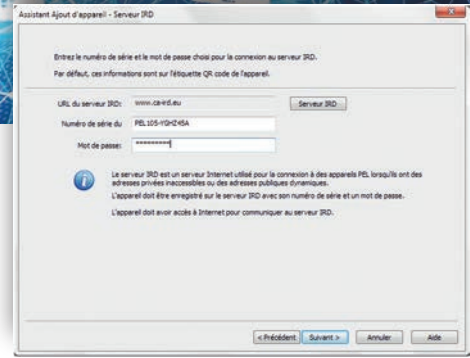 Assistant Ajout d'appareil - Serveur IRD
Entrez le numéro de série et le mot de passe choisi pour la connexion au serveur IRD.
Par défaut, ces informations sont sur l'étiquette QR code de l'appareil.
URL du serveur IRD: www.ca-ird.eu Serveur IRD
Numéro de série du PEL105-YGHZ45A
Mot de passe: **********
Le serveur IRD est un serveur Internet utilisé pour la connexion à des appareils PEL lorsqu'ils ont des
adresses privées inaccessibles ou des adresses publiques dynamiques.
L'appareil doit être enregistré sur le serveur IRD avec son numéro de série et un mot de passe.
L'appareil doit avoir accès à Internet pour communiquer au serveur IRD.
< Précédent Suivant > Annuler Aide